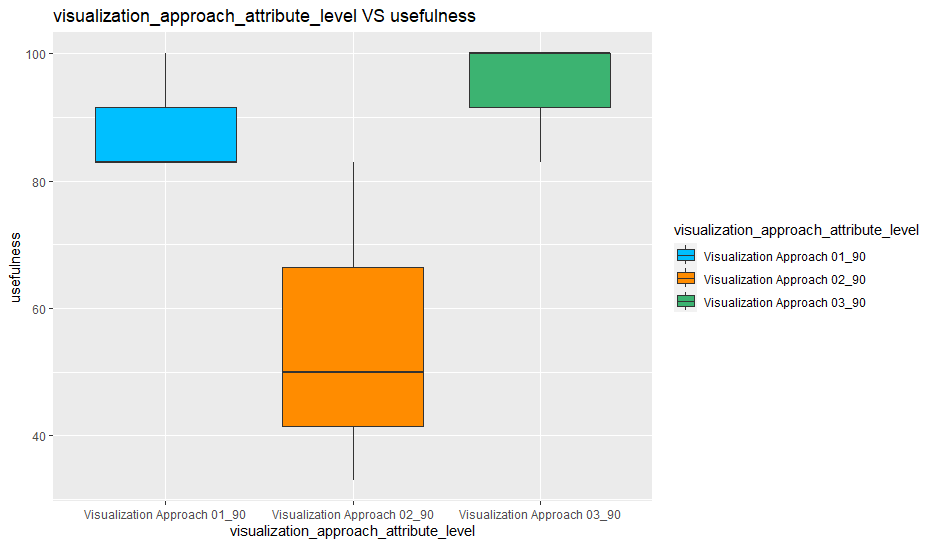 visualization_approach_attribute_level VS usefulness
100
80
60
40
usefulness
Visualization Approach 01_90
Visualization Approach 02_90
Visualization Approach 03_90
visualization_approach_attribute_level
visualization_approach_attribute_level
Visualization Approach 01_90
Visualization Approach 02_90
Visualization Approach 03_90